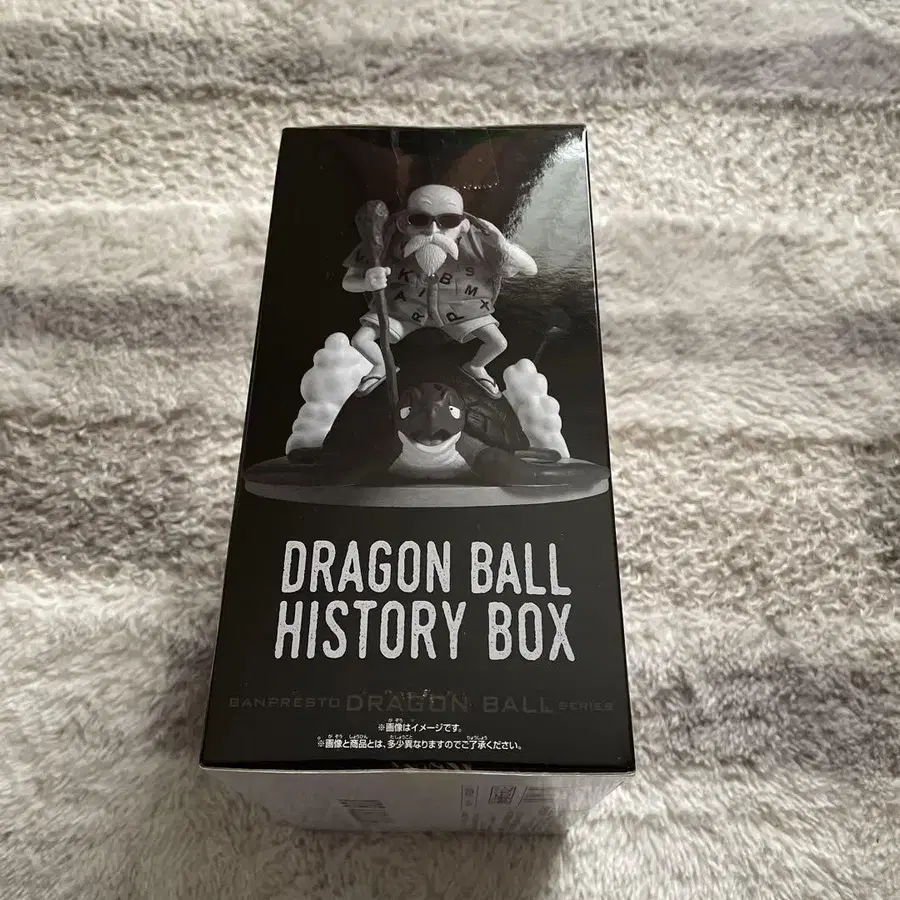 DRAGON BALL
HISTORY BOX
BANPRESTO DRAGON BALL SERIES
※画像はイメージです。
※画像と商品とは、多少異なりますのでご了承ください。